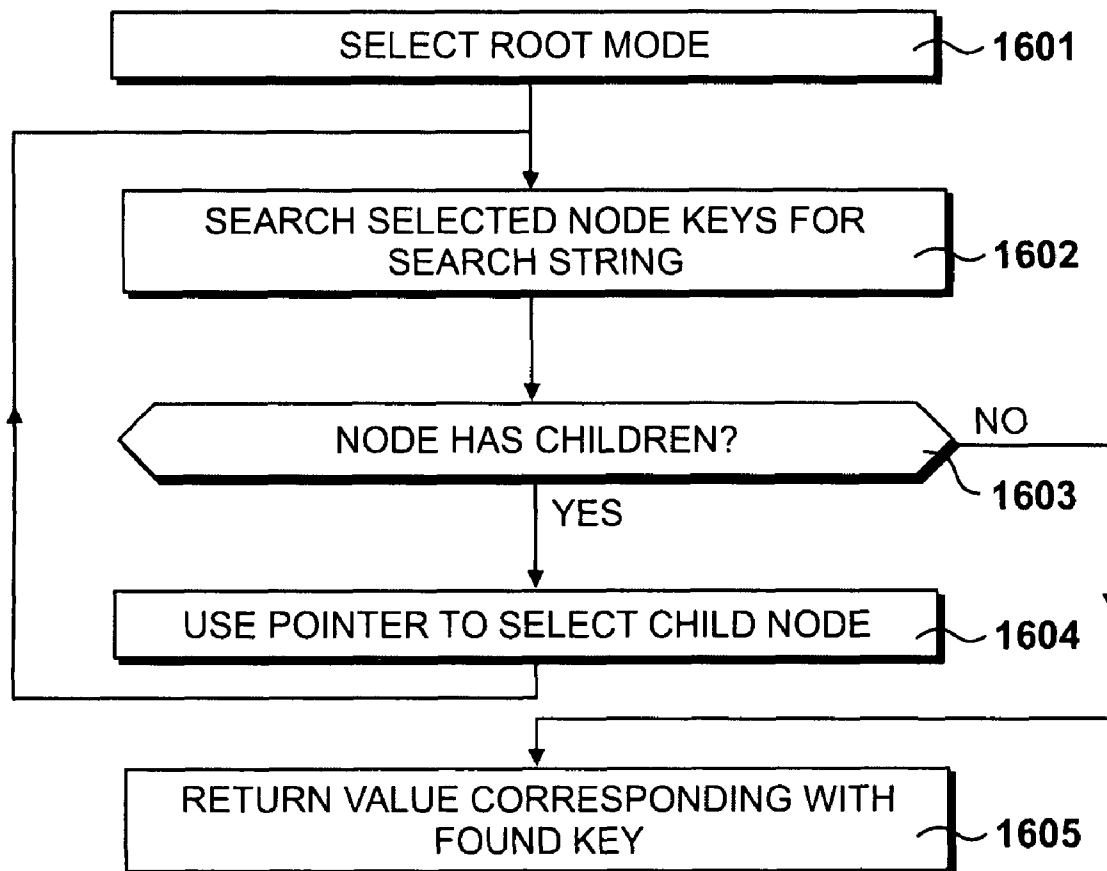 SELECT ROOT MODE
1601
SEARCH SELECTED NODE KEYS FOR
SEARCH STRING
1602
NODE HAS CHILDREN?
NO
1603
YES
USE POINTER TO SELECT CHILD NODE
1604
RETURN VALUE CORRESPONDING WITH
FOUND KEY
1605